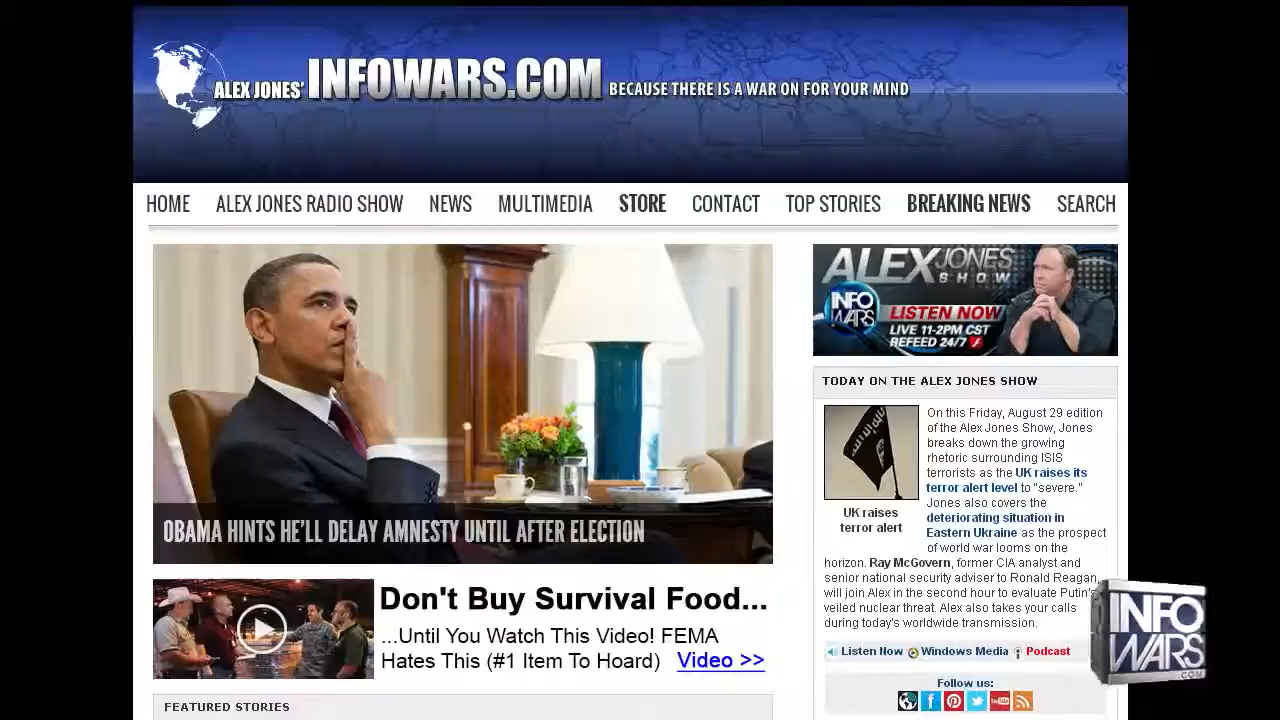 ALEX JONES' INFOWARS.COM BECAUSE THERE IS A WAR ON FOR YOUR MIND
HOME ALEX JONES RADIO SHOW NEWS MULTIMEDIA STORE CONTACT TOP STORIES BREAKING NEWS SEARCH
OBAMA HINTS HE'LL DELAY AMNESTY UNTIL AFTER ELECTION
Don't Buy Survival Food...
...Until You Watch This Video! FEMA
Hates This (#1 Item To Hoard) Video >>
FEATURED STORIES
ALEX JONES
SHOW
INFO
WARS
LISTEN NOW
LIVE 11-2PM CST
REFEED 24/7
TODAY ON THE ALEX JONES SHOW
UK raises
terror alert
On this Friday, August 29 edition
of the Alex Jones Show, Jones
breaks down the growing
rhetoric surrounding ISIS
terrorists as the UK raises its
terror alert level to "severe."
Jones also covers the
deteriorating situation in
Eastern Ukraine as the prospect
of world war looms on the
horizon. Ray McGovern, former CIA analyst and
senior national security advisor to Ronald Reagan,
will join Alex in the second hour to evaluate Putin's
veiled nuclear threat. Alex also takes your calls
during today's worldwide transmission.
Listen Now Windows Media Podcast
Follow us:
INFO
WARS
.COM